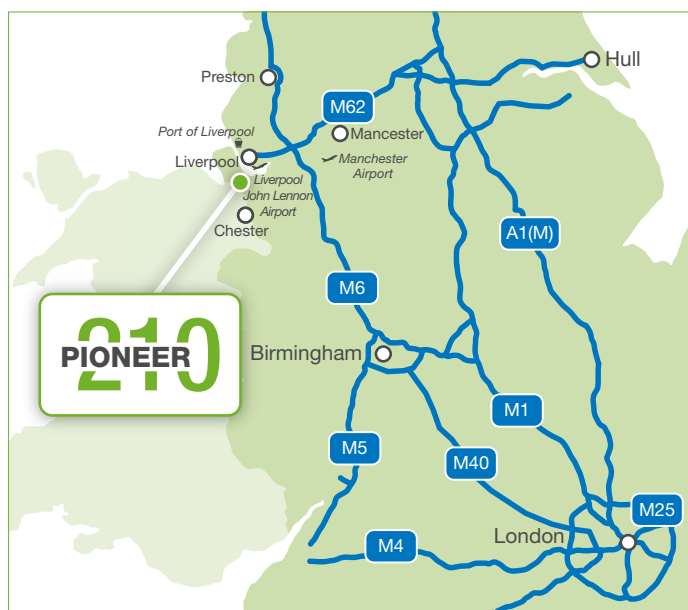 Hull
Preston
M62
Port of Liverpool
Mancester
Liverpool
Manchester
Airport
Liverpool
John Lennon
Airport
Chester
A1(M)
M6
210
PIONEER
Birmingham
M1
M5
M40
M25
London
M4